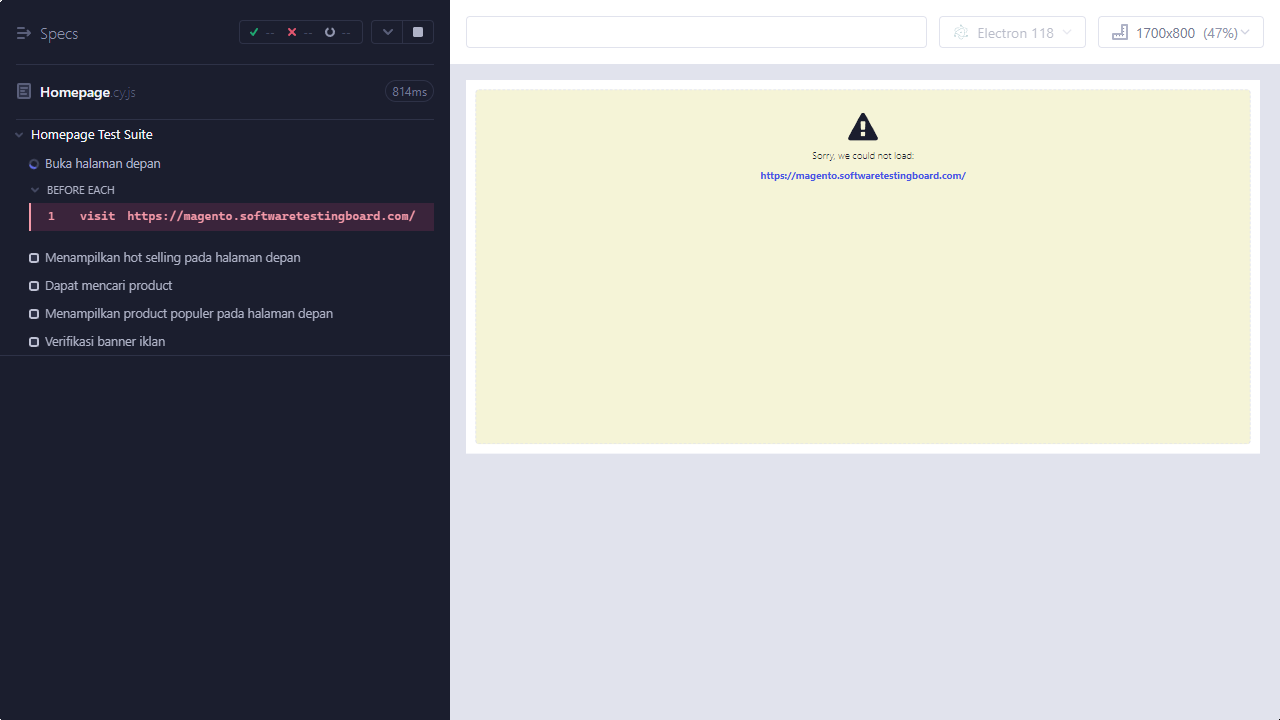 Specs
-- -- --
Homepage.cy.js 814ms
Homepage Test Suite
Buka halaman depan
BEFORE EACH
1 visit https://magento.softwaretestingboard.com/
Menampilkan hot selling pada halaman depan
Dapat mencari product
Menampilkan product populer pada halaman depan
Verifikasi banner iklan
Electron 118
1700x800 (47%)
Sorry, we could not load:
https://magento.softwaretestingboard.com/